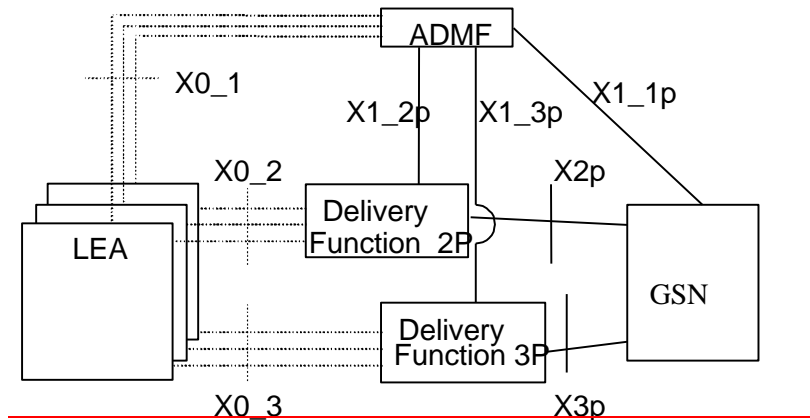 ADMF
X0_1
X1_2p
X1_3p
X1_1p
X0_2
X2p
LEA
Delivery
Function 2P
GSN
Delivery
Function 3P
X0_3
X3p